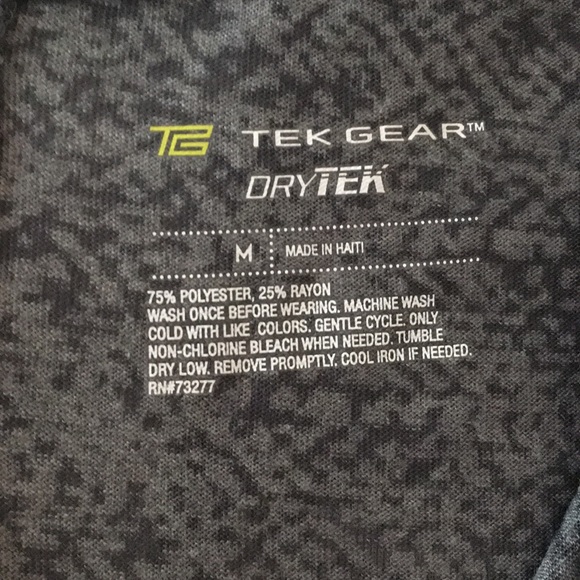 TG TEK GEAR™
DRYTEK
M MADE IN HAITI
75% POLYESTER, 25% RAYON
WASH ONCE BEFORE WEARING. MACHINE WASH
COLD WITH LIKE COLORS. GENTLE CYCLE. ONLY
NON-CHLORINE BLEACH WHEN NEEDED. TUMBLE
DRY LOW. REMOVE PROMPTLY. COOL IRON IF NEEDED.
RN#73277